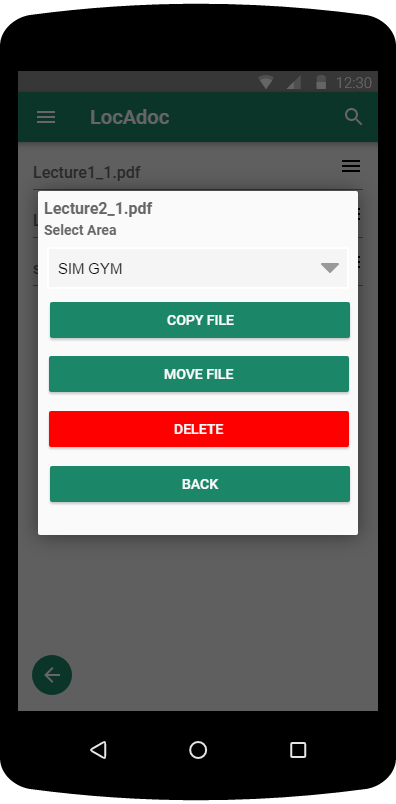 12:30
LocAdoc
Lecture1_1.pdf
Lecture2_1.pdf
Select Area
SIM GYM
COPY FILE
MOVE FILE
DELETE
BACK